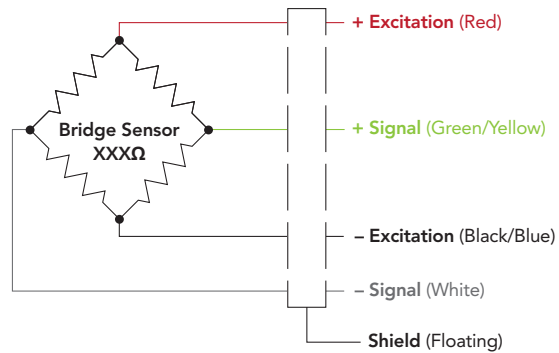 + Excitation (Red)
Bridge Sensor
XXXΩ
+ Signal (Green/Yellow)
– Excitation (Black/Blue)
– Signal (White)
Shield (Floating)